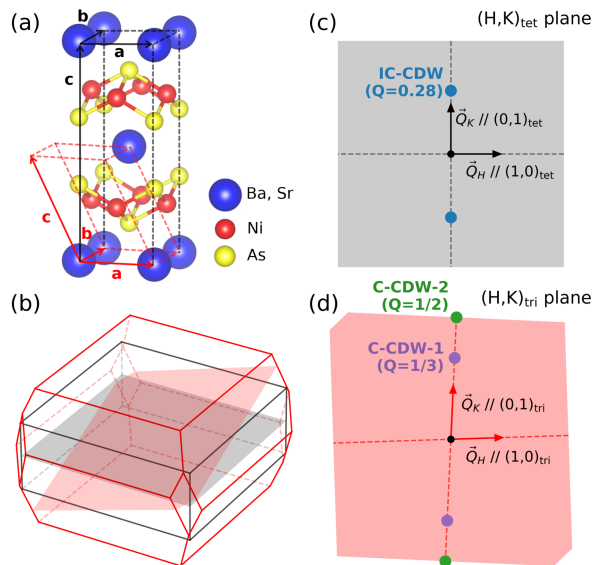 (a)
b
a
c
c
b
a
Ba, Sr
Ni
As
(b)
(c)
(H,K)tet plane
IC-CDW
(Q=0.28)
Q⃗K // (0,1)tet
Q⃗H // (1,0)tet
(d)
C-CDW-2
(Q=1/2)
(H,K)tri plane
C-CDW-1
(Q=1/3)
Q⃗K // (0,1)tri
Q⃗H // (1,0)tri